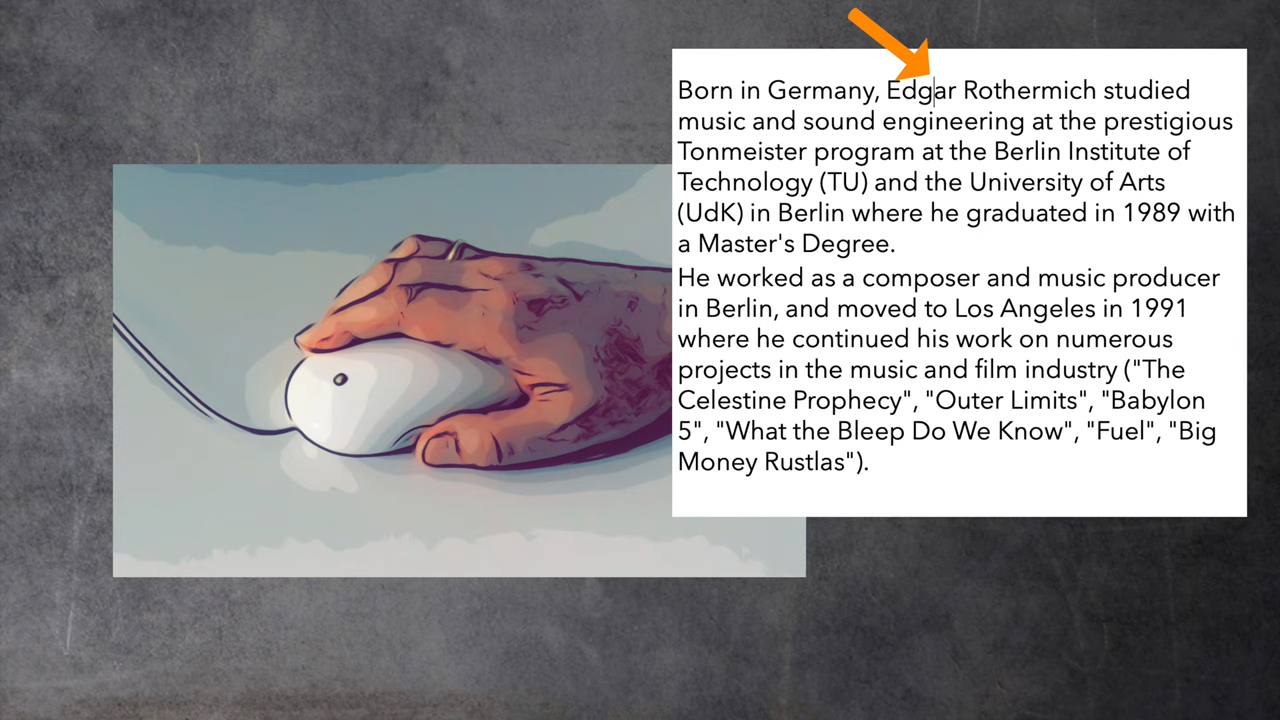 Born in Germany, Edgar Rothermich studied
music and sound engineering at the prestigious
Tonmeister program at the Berlin Institute of
Technology (TU) and the University of Arts
(UdK) in Berlin where he graduated in 1989 with
a Master's Degree.
He worked as a composer and music producer
in Berlin, and moved to Los Angeles in 1991
where he continued his work on numerous
projects in the music and film industry ("The
Celestine Prophecy", "Outer Limits", "Babylon
5", "What the Bleep Do We Know", "Fuel", "Big
Money Rustlas").